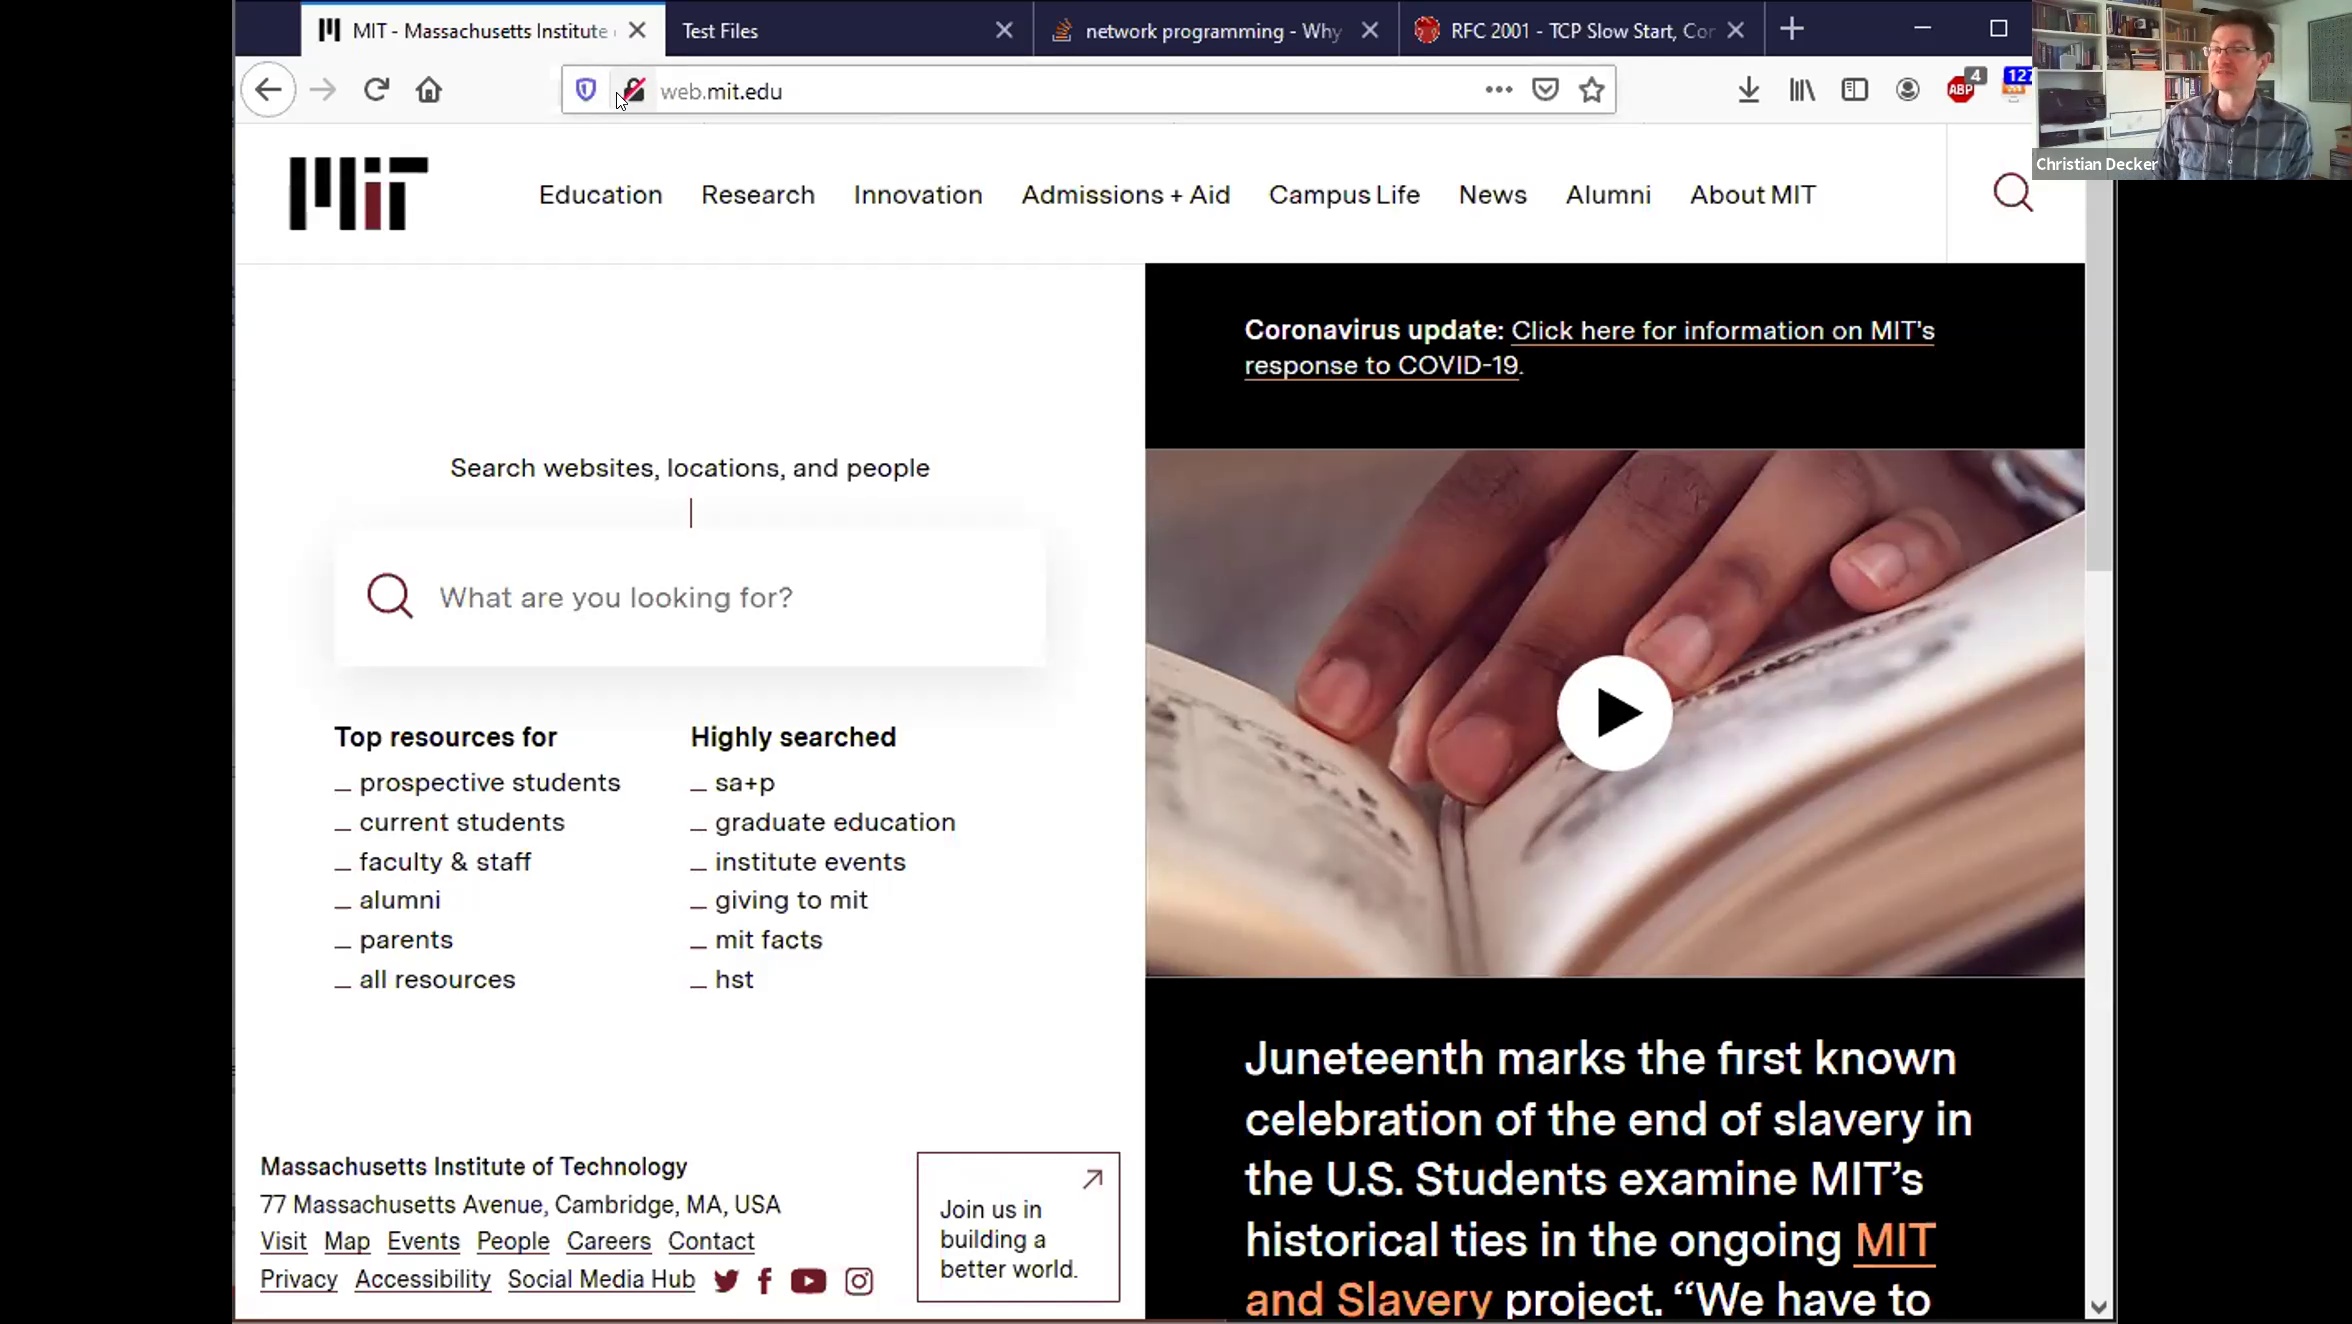 MIT - Massachusetts Institute
Test Files
network programming - Why
RFC 2001 - TCP Slow Start, Cor
web.mit.edu
ABP
4
127
Christian Decker
MiT
Education
Research
Innovation
Admissions + Aid
Campus Life
News
Alumni
About MIT
Search websites, locations, and people
What are you looking for?
Top resources for
prospective students
current students
faculty & staff
alumni
parents
all resources
Highly searched
sa+p
graduate education
institute events
giving to mit
mit facts
hst
Massachusetts Institute of Technology
77 Massachusetts Avenue, Cambridge, MA, USA
Visit Map Events People Careers Contact
Privacy Accessibility Social Media Hub
Join us in
building a
better world.
Coronavirus update: Click here for information on MIT's
response to COVID-19.
Juneteenth marks the first known
celebration of the end of slavery in
the U.S. Students examine MIT’s
historical ties in the ongoing MIT
and Slavery project. “We have to